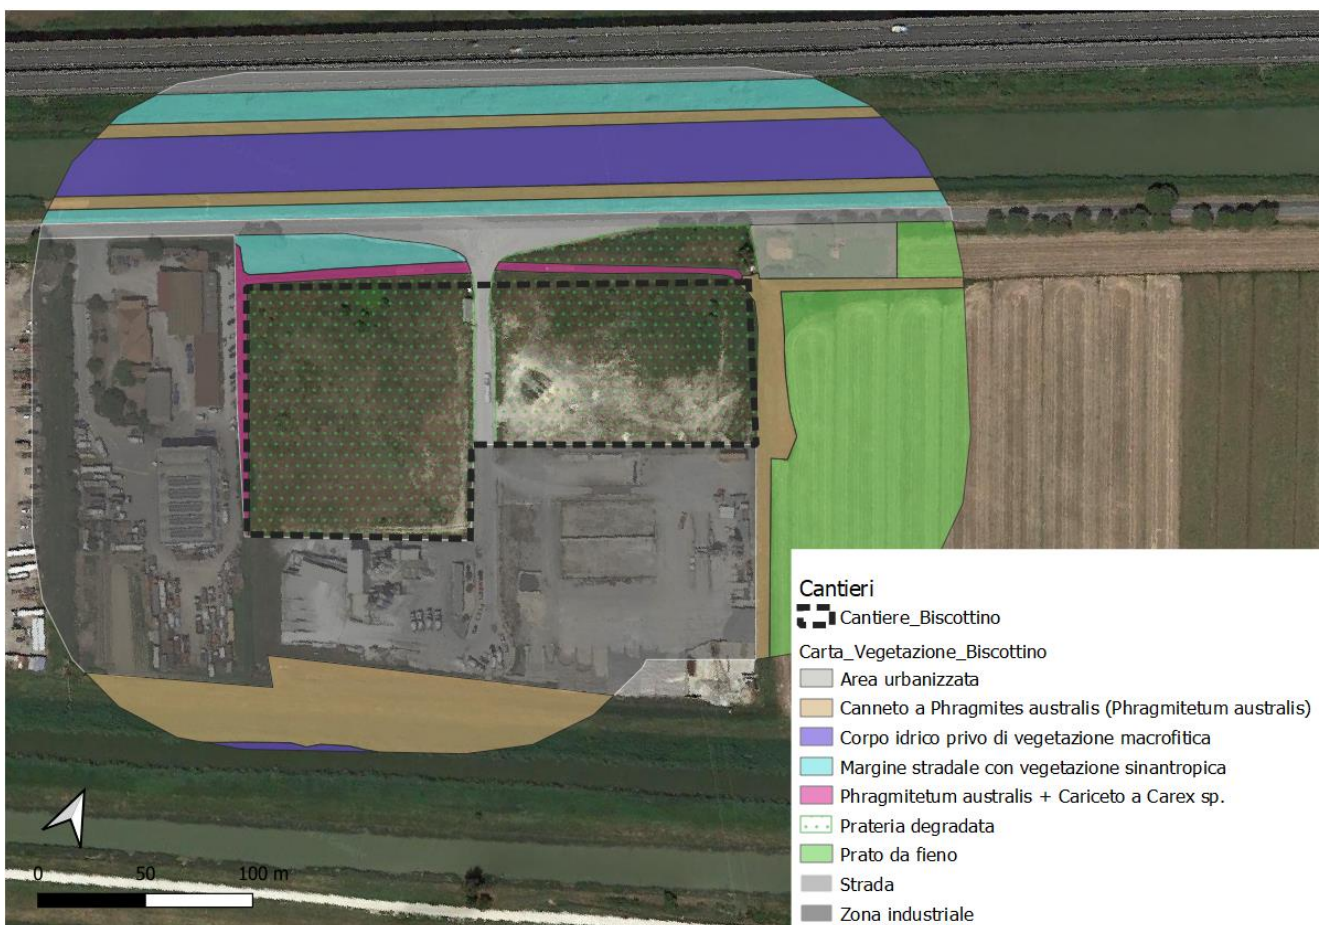 Cantieri
Cantiere_Biscottino
Carta_Vegetazione_Biscottino
Area urbanizzata
Canneto a Phragmites australis (Phragmitetum australis)
Corpo idrico privo di vegetazione macrofitica
Margine stradale con vegetazione sinantropica
Phragmitetum australis + Cariceto a Carex sp.
Prateria degradata
Prato da fieno
Strada
Zona industriale
0 50 100 m